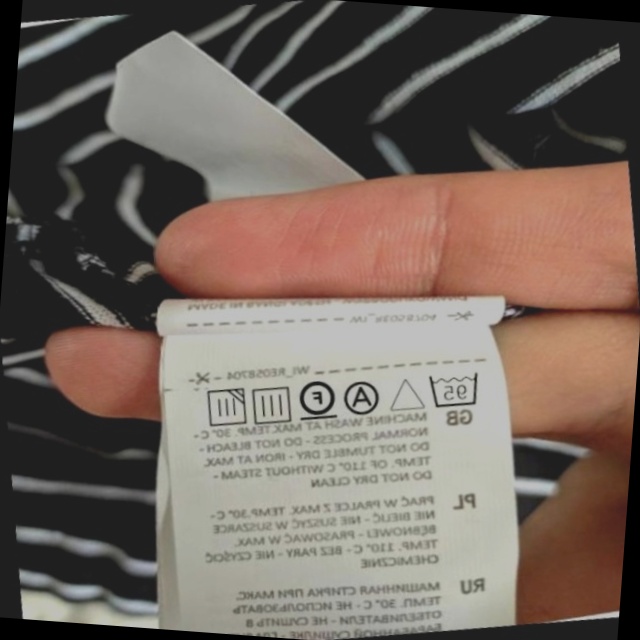 WI_RE058704
95 A F
GB
MACHINE WASH AT MAX.TEMP. 30° C -
NORMAL PROCESS - DO NOT BLEACH -
DO NOT TUMBLE DRY - IRON AT MAX.
TEMP. OF 110° C WITHOUT STEAM -
DO NOT DRY CLEAN
PL
PRAĆ W PRALCE W MAX. TEMP. 30° C -
NIE BIELIĆ - NIE SUSZYĆ W SUSZARCE
BĘBNOWEJ - PRASOWAĆ W MAX.
TEMP. 110° C - BEZ PARY - NIE CZYŚCIĆ
CHEMICZNIE
RU
МАШИННАЯ СТИРКА ПРИ МАКС.
ТЕМП. 30° C - НЕ ИСПОЛЬЗОВАТЬ
ОТБЕЛИВАТЕЛИ - НЕ СУШИТЬ В
БАРАБАННОЙ СУШИЛКЕ